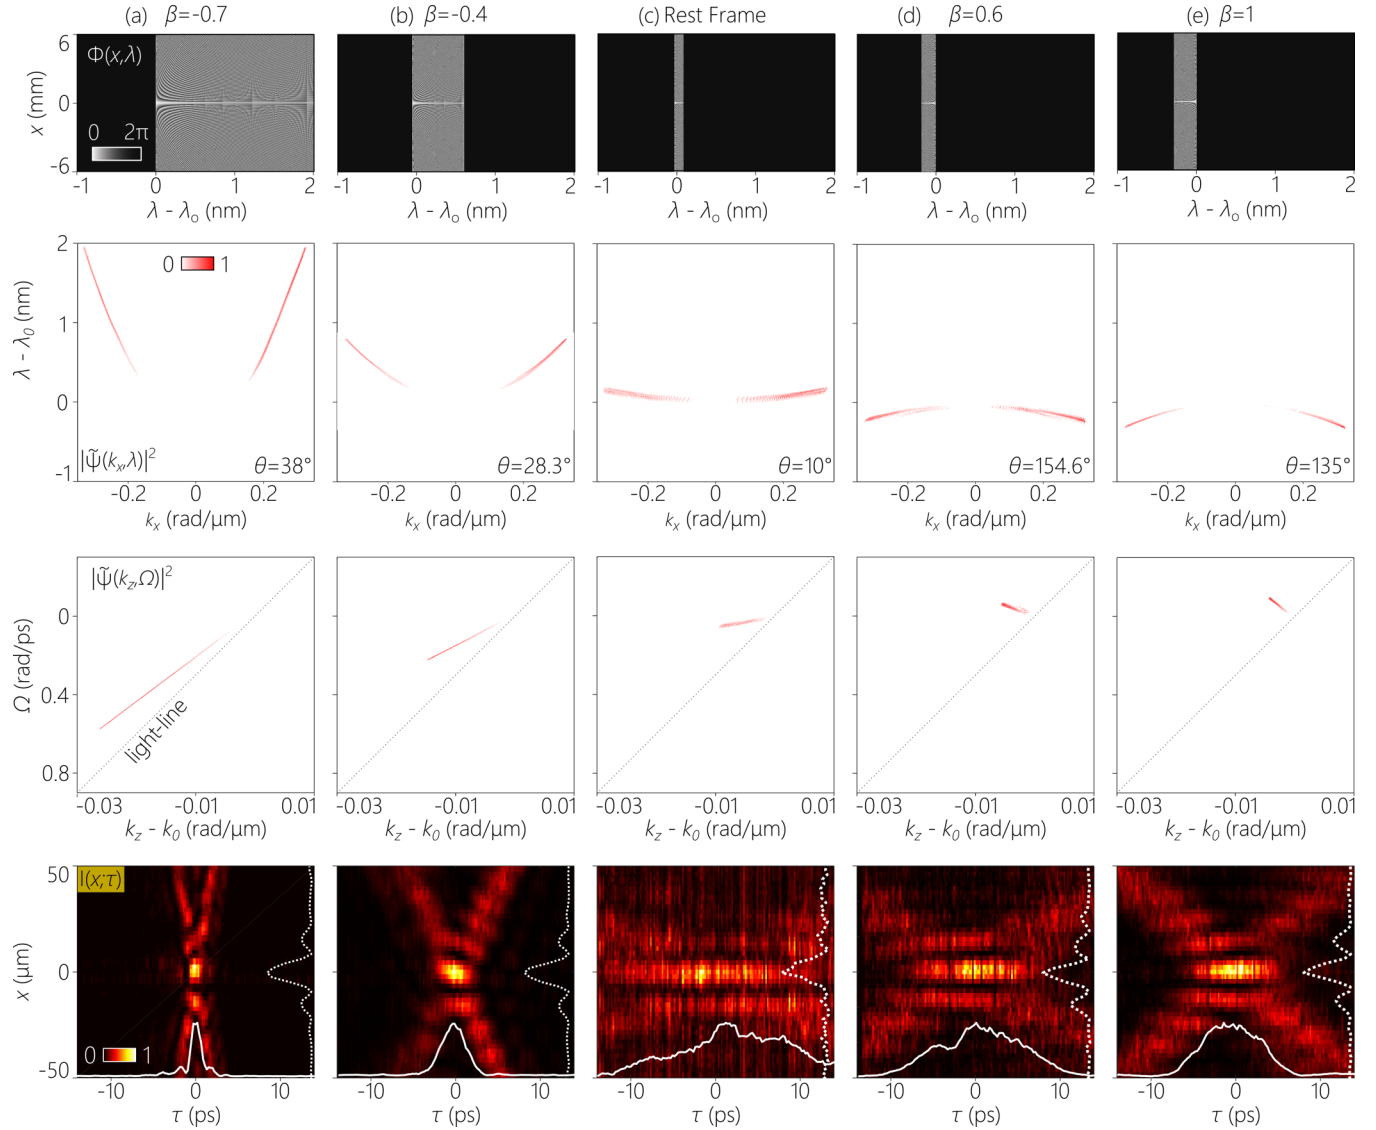 (a) β=-0.7
(b) β=-0.4
(c) Rest Frame
(d) β=0.6
(e) β=1
6
0
-6
x (mm)
Φ(x,λ)
0 2π
-1 0 1 2
λ - λo (nm)
-1 0 1 2
λ - λo (nm)
-1 0 1 2
λ - λo (nm)
-1 0 1 2
λ - λo (nm)
-1 0 1 2
λ - λo (nm)
2
1
0
-1
λ - λ0 (nm)
0 1
|ψ̃(kx,λ)|²
θ=38°
θ=28.3°
θ=10°
θ=154.6°
θ=135°
-0.2 0 0.2
kx (rad/μm)
-0.2 0 0.2
kx (rad/μm)
-0.2 0 0.2
kx (rad/μm)
-0.2 0 0.2
kx (rad/μm)
-0.2 0 0.2
kx (rad/μm)
|ψ̃(kz,Ω)|²
0
0.4
0.8
Ω (rad/ps)
light-line
-0.03 -0.01 0.01
kz - k0 (rad/μm)
-0.03 -0.01 0.01
kz - k0 (rad/μm)
-0.03 -0.01 0.01
kz - k0 (rad/μm)
-0.03 -0.01 0.01
kz - k0 (rad/μm)
-0.03 -0.01 0.01
kz - k0 (rad/μm)
50
0
-50
x (μm)
I(x;τ)
0 1
-10 0 10
τ (ps)
-10 0 10
τ (ps)
-10 0 10
τ (ps)
-10 0 10
τ (ps)
-10 0 10
τ (ps)